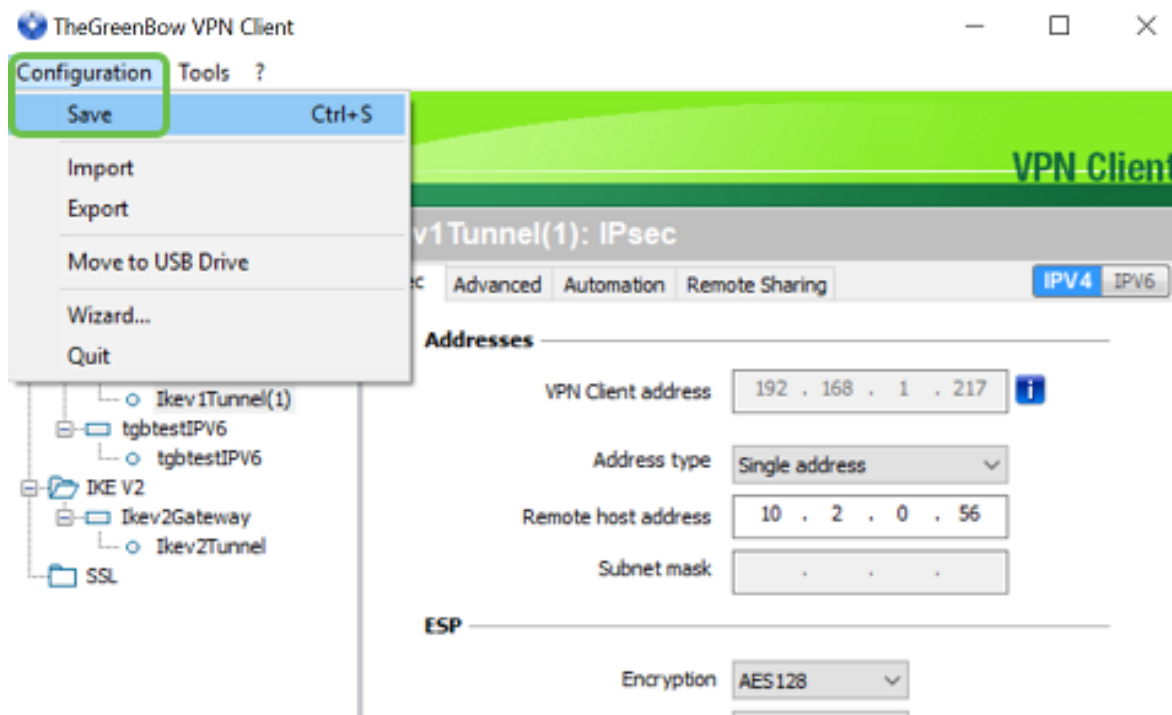 TheGreenBow VPN Client
Configuration Tools ?
Save Ctrl+S
Import
Export
Move to USB Drive
Wizard...
Quit
VPN Client
v1Tunnel(1): IPsec
Advanced Automation Remote Sharing IPV4 IPV6
Addresses
VPN Client address 192 . 168 . 1 . 217 i
Address type Single address
Remote host address 10 . 2 . 0 . 56
Subnet mask . . .
ESP
Encryption AES128
Ikev1Tunnel(1)
tgbtestIPV6
tgbtestIPV6
IKE V2
Ikev2Gateway
Ikev2Tunnel
SSL